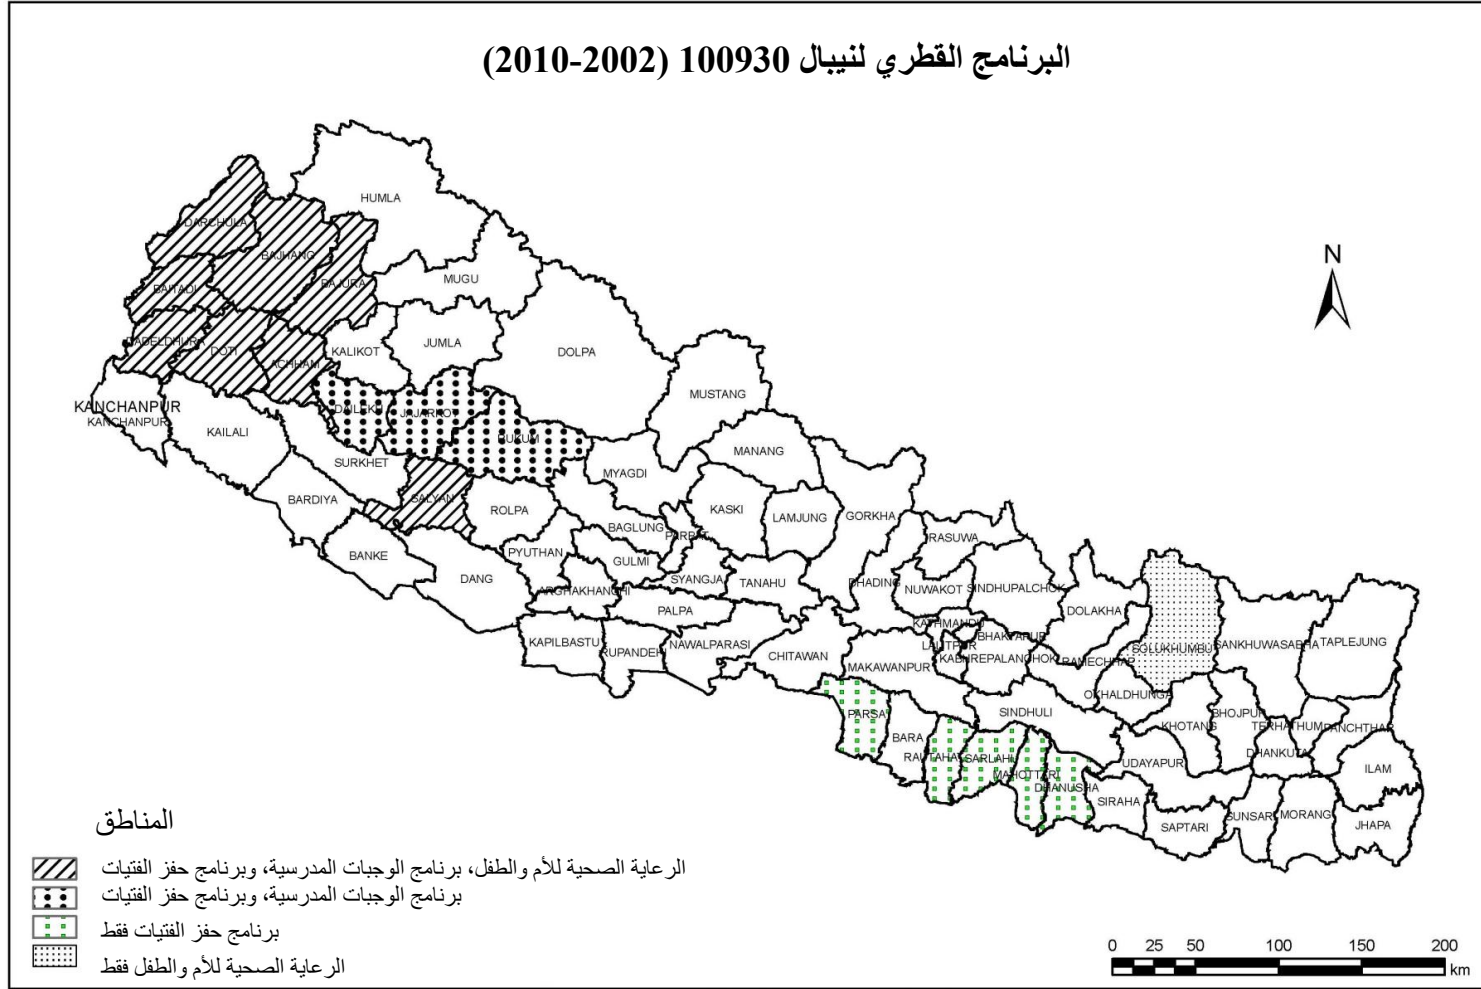 البرنامج القطري لنيبال 100930 (2002-2010)
HUMLA
DARCHULA
BAJHANG
BAJURA
MUGU
BAITADI
DADELDHURA
DOTI
ACHHAM
KALIKOT
JUMLA
DOLPA
MUSTANG
KANCHANPUR
KANCHANPUR
KAILALI
DAILEKH
JAJARKOT
RUKUM
SURKHET
MYAGDI
MANANG
BARDIYA
SALYAN
ROLPA
KASKI
LAMJUNG
GORKHA
BAGLUNG
PARBAT
RASUWA
BANKE
PYUTHAN
GULMI
DANG
SYANGJA
TANAHU
DHADING
NUWAKOT
SINDHUPALCHOK
ARGHAKHANCHI
PALPA
DOLAKHA
KATHMANDU
BHAKTAPUR
LALITPUR
KABHREPALANCHOK
RAMECHHAP
SOLUKHUMBU
SANKHUWASABHA
TAPLEJUNG
KAPILBASTU
RUPANDEHI
NAWALPARASI
CHITAWAN
MAKAWANPUR
OKHALDHUNGA
PARSA
SINDHULI
KHOTANG
BHOJPUR
TERHATHUM
PANCHTHAR
BARA
RAUTAHAT
SARLAHI
MAHOTTARI
DHANUSHA
UDAYAPUR
DHANKUTA
ILAM
SIRAHA
SAPTARI
SUNSARI
MORANG
JHAPA
N
المناطق
الرعاية الصحية للأم والطفل، برنامج الوجبات المدرسية، وبرنامج حفز الفتيات
برنامج الوجبات المدرسية، وبرنامج حفز الفتيات
برنامج حفز الفتيات فقط
الرعاية الصحية للأم والطفل فقط
0 25 50 100 150 200
km